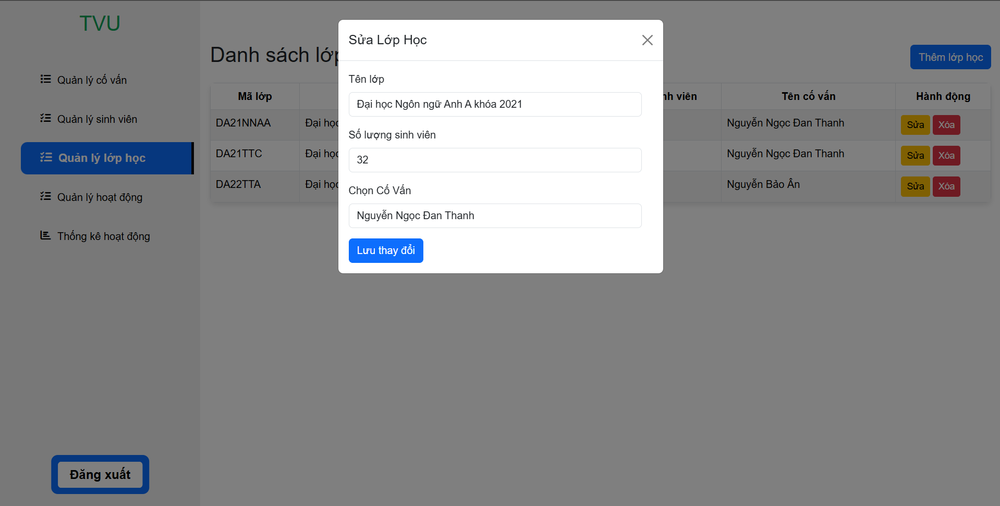 TVU
Quản lý cố vấn
Quản lý sinh viên
Quản lý lớp học
Quản lý hoạt động
Thống kê hoạt động
Đăng xuất
Danh sách lớp
Thêm lớp học
Mã lớp
nh viên
Tên cố vấn
Hành động
DA21NNAA
Đại học
Nguyễn Ngọc Đan Thanh
Sửa
Xóa
DA21TTC
Đại học
Nguyễn Ngọc Đan Thanh
Sửa
Xóa
DA22TTA
Đại học
Nguyễn Bảo Ân
Sửa
Xóa
Sửa Lớp Học
Tên lớp
Đại học Ngôn ngữ Anh A khóa 2021
Số lượng sinh viên
32
Chọn Cố Vấn
Nguyễn Ngọc Đan Thanh
Lưu thay đổi